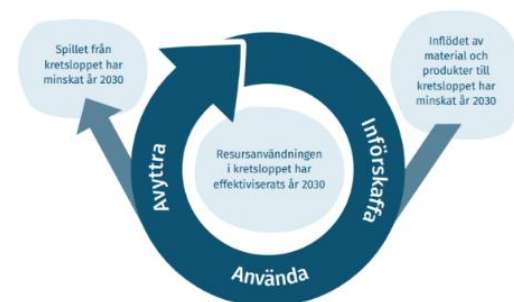 Spillet från
kretsloppet har
minskat år 2030
Inflödet av
material och
produkter till
kretsloppet har
minskat år 2030
Resursanvändningen
i kretsloppet har
effektiviserats år 2030
Avyttra
Införskaffa
Använda